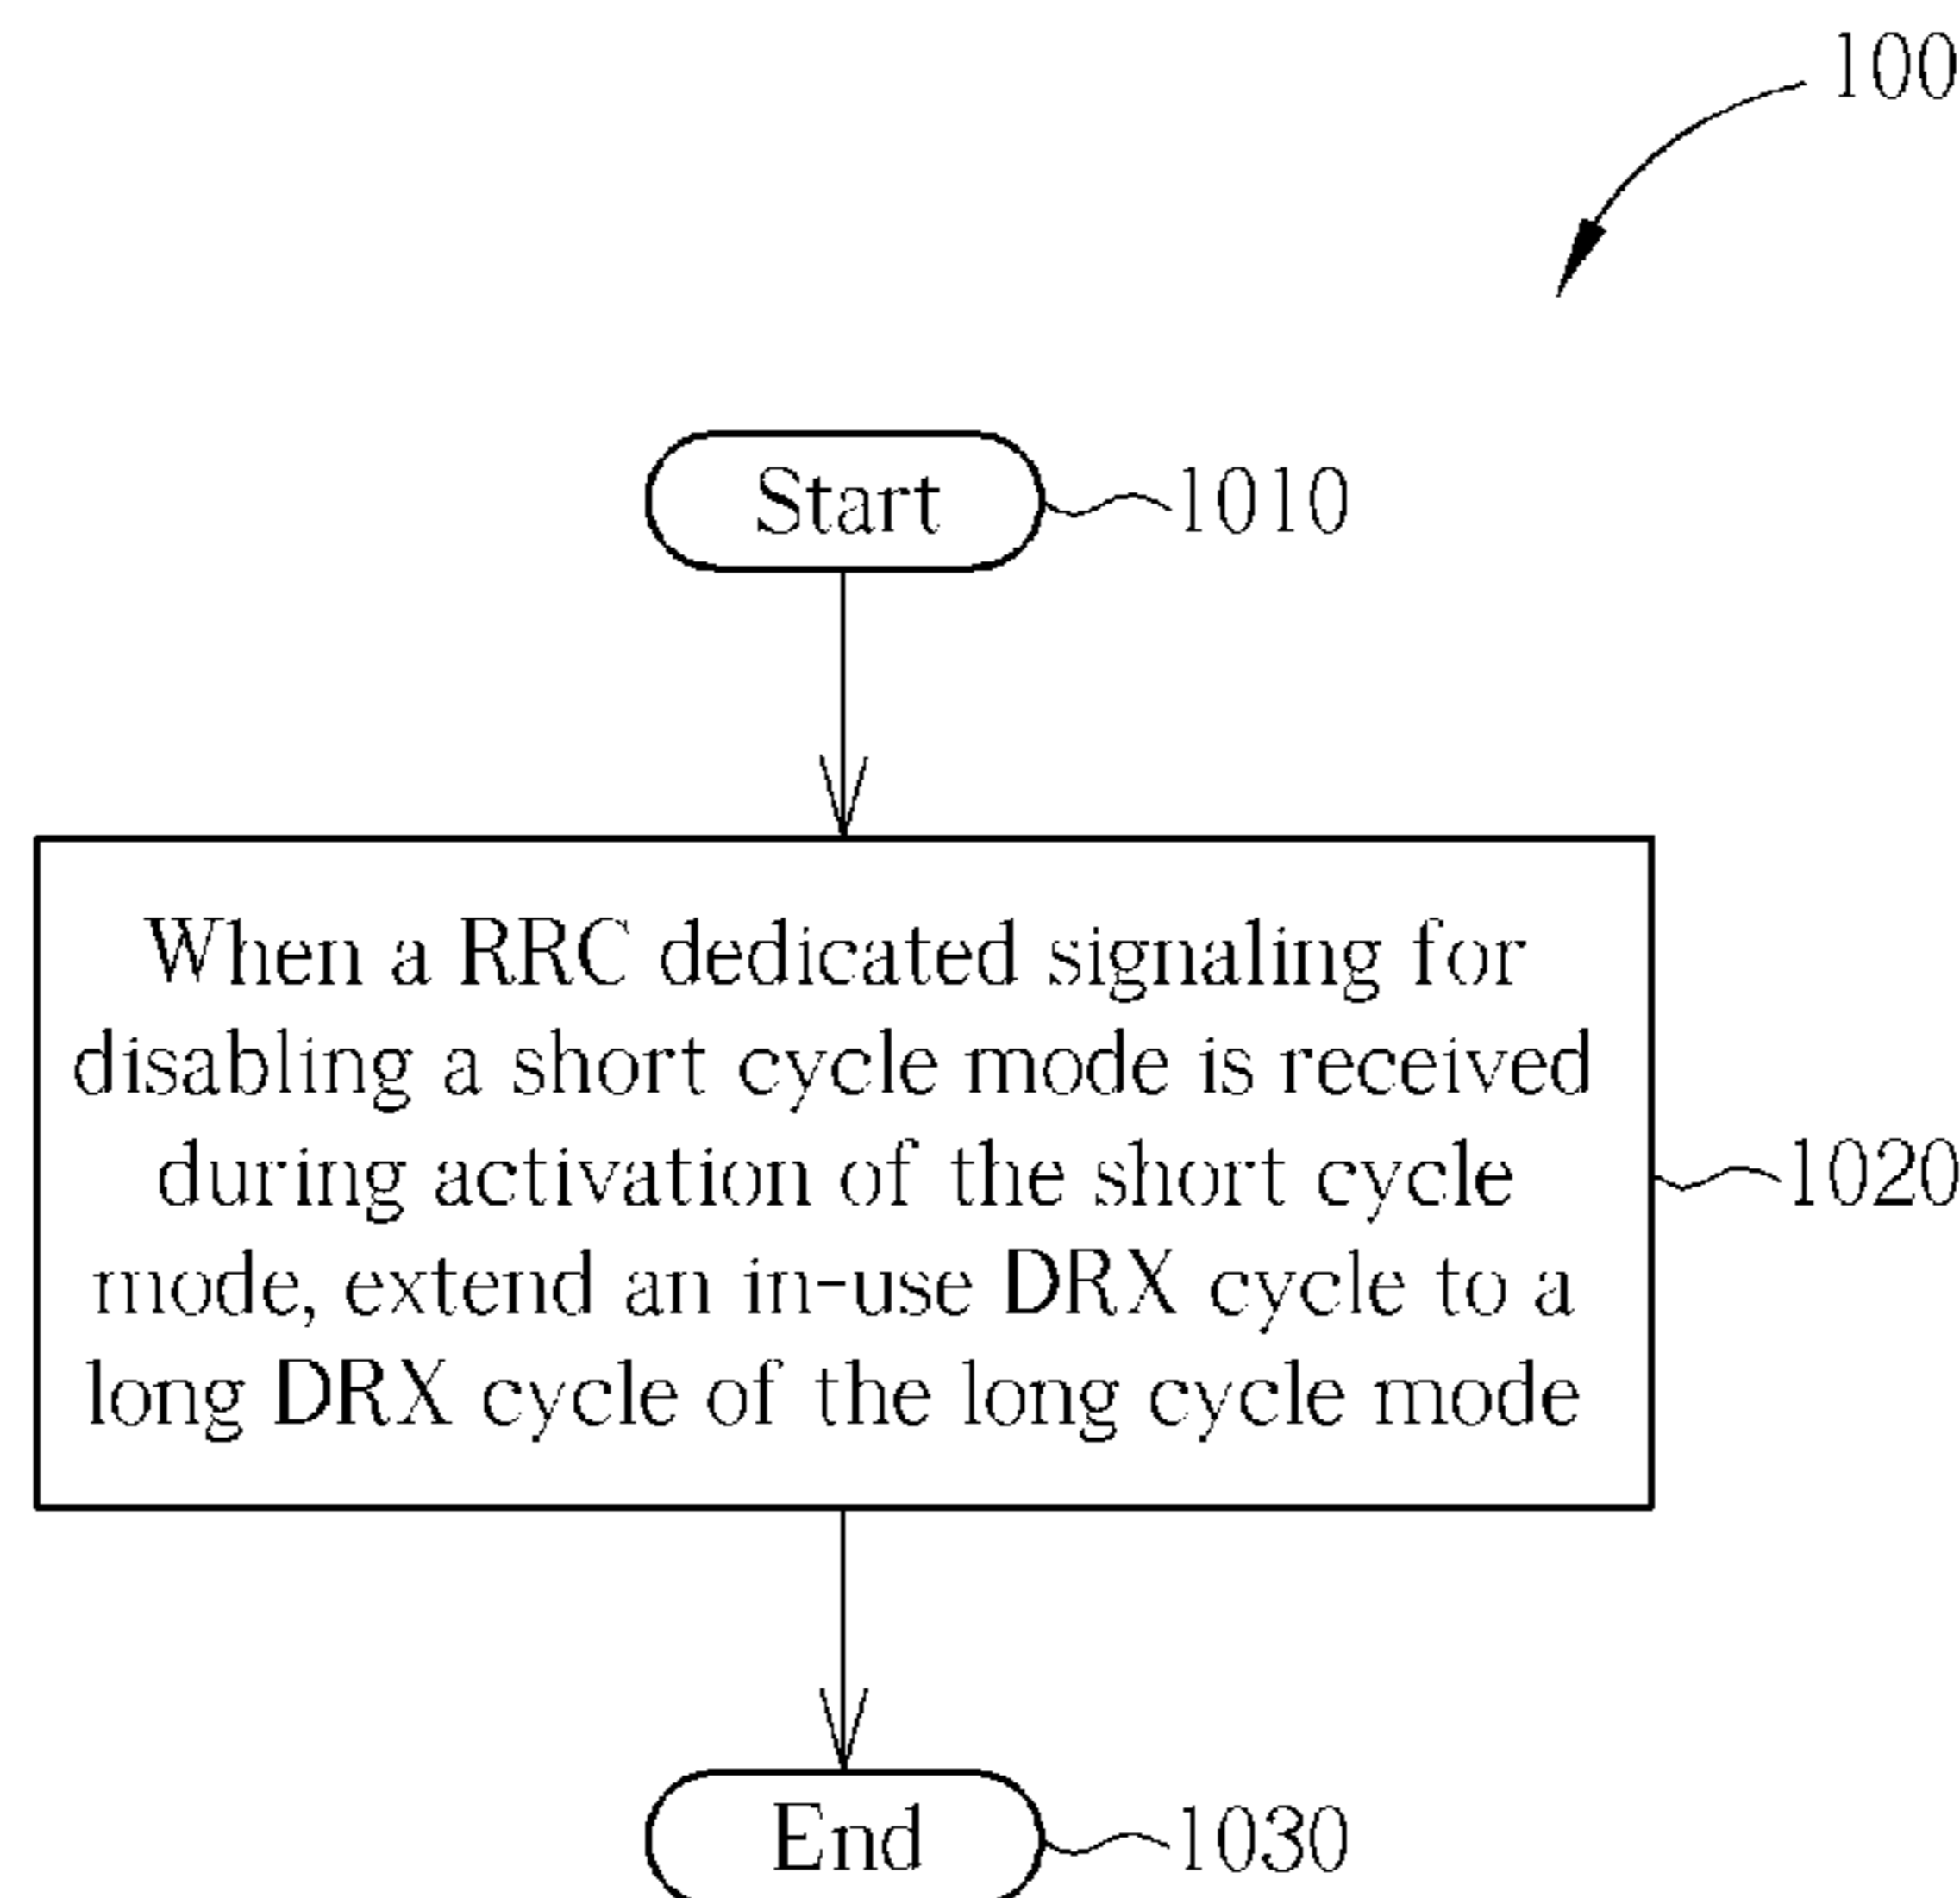 100
Start
1010
When a RRC dedicated signaling for
disabling a short cycle mode is received
during activation of the short cycle
mode, extend an in-use DRX cycle to a
long DRX cycle of the long cycle mode
1020
End
1030